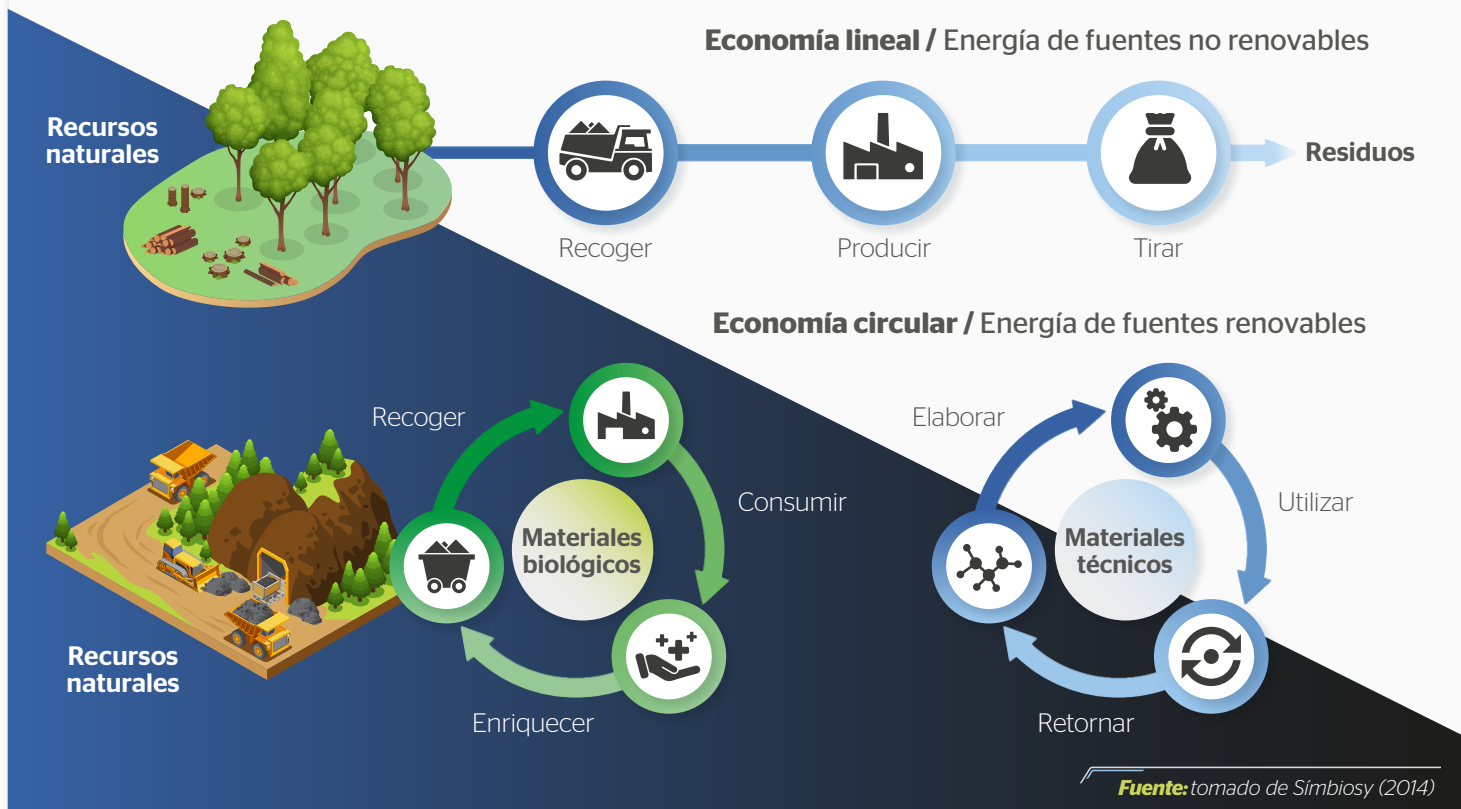 Economía lineal / Energía de fuentes no renovables
Recursos
naturales
Residuos
Recoger
Producir
Tirar
Economía circular / Energía de fuentes renovables
Recoger
Consumir
Materiales
biológicos
Enriquecer
Elaborar
Utilizar
Materiales
técnicos
Retornar
Recursos
naturales
Fuente: tomado de Símbiosy (2014)